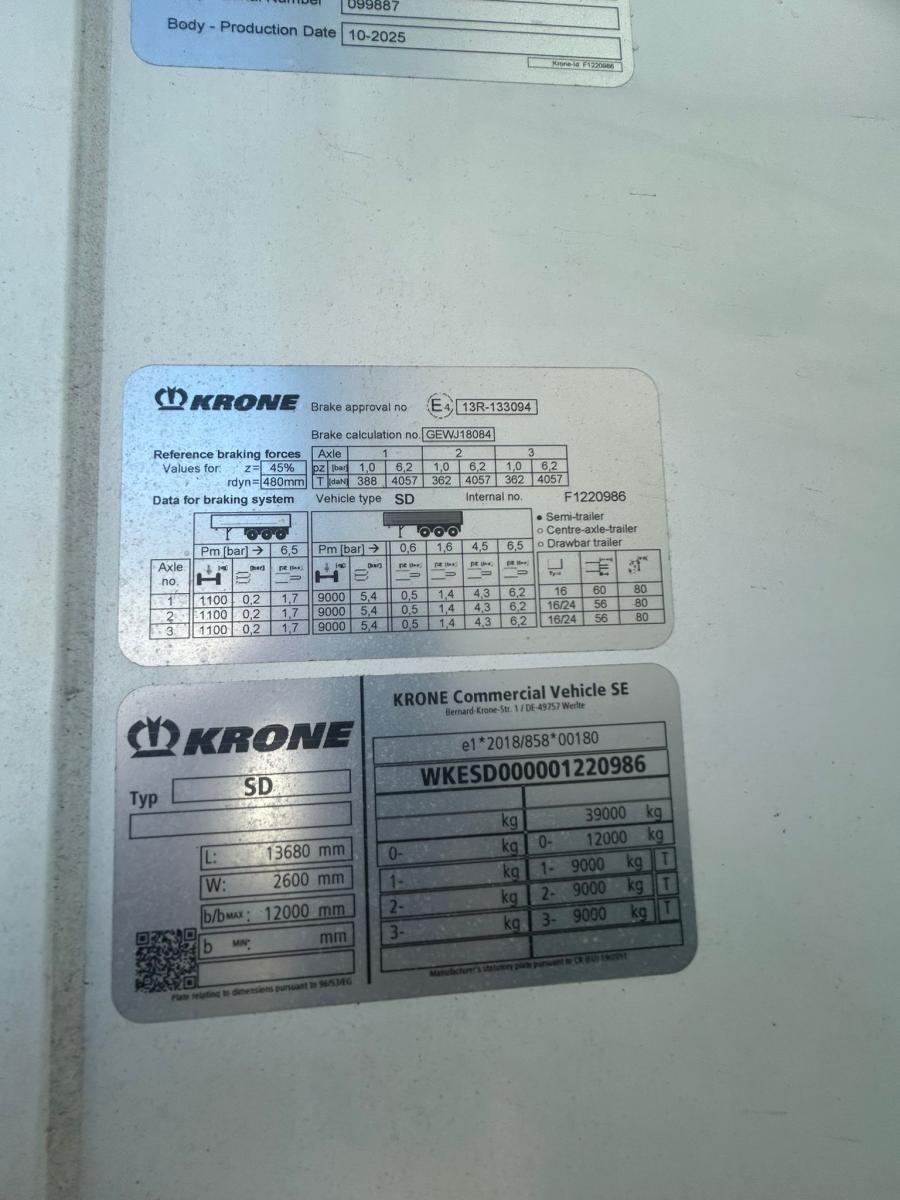 Number 099887
Body - Production Date 10-2025
Krone-Id F1220986
KRONE Brake approval no E4 13R-133094
Brake calculation no. GEWJ18084
Reference braking forces Axle 1 2 3
Values for: z= 45% pz [bar] 1,0 6,2 1,0 6,2 1,0 6,2
rdyn= 480mm T [daN] 388 4057 362 4057 362 4057
Data for braking system Vehicle type SD Internal no. F1220986
Semi-trailer
Centre-axle-trailer
Drawbar trailer
Pm [bar] → 6,5 Pm [bar] → 0,6 1,6 4,5 6,5
Axle no. [bar] [bar]
1 1100 0,2 1,7 9000 5,4 0,5 1,4 4,3 6,2 16 60 80
2 1100 0,2 1,7 9000 5,4 0,5 1,4 4,3 6,2 16/24 56 80
3 1100 0,2 1,7 9000 5,4 0,5 1,4 4,3 6,2 16/24 56 80
KRONE
Typ SD
L: 13680 mm
W: 2600 mm
b/bMAX: 12000 mm
b MIN: mm
Plate relating to dimensions pursuant to 96/53/EG
KRONE Commercial Vehicle SE
Bernard-Krone-Str. 1 / DE-49757 Werlte
e1*2018/858*00180
WKESD000001220986
kg 39000 kg
0- kg 0- 12000 kg
1- kg 1- 9000 kg T
2- kg 2- 9000 kg T
3- kg 3- 9000 kg T
Manufacturer's statutory plate pursuant to CR (EU) 19/2011